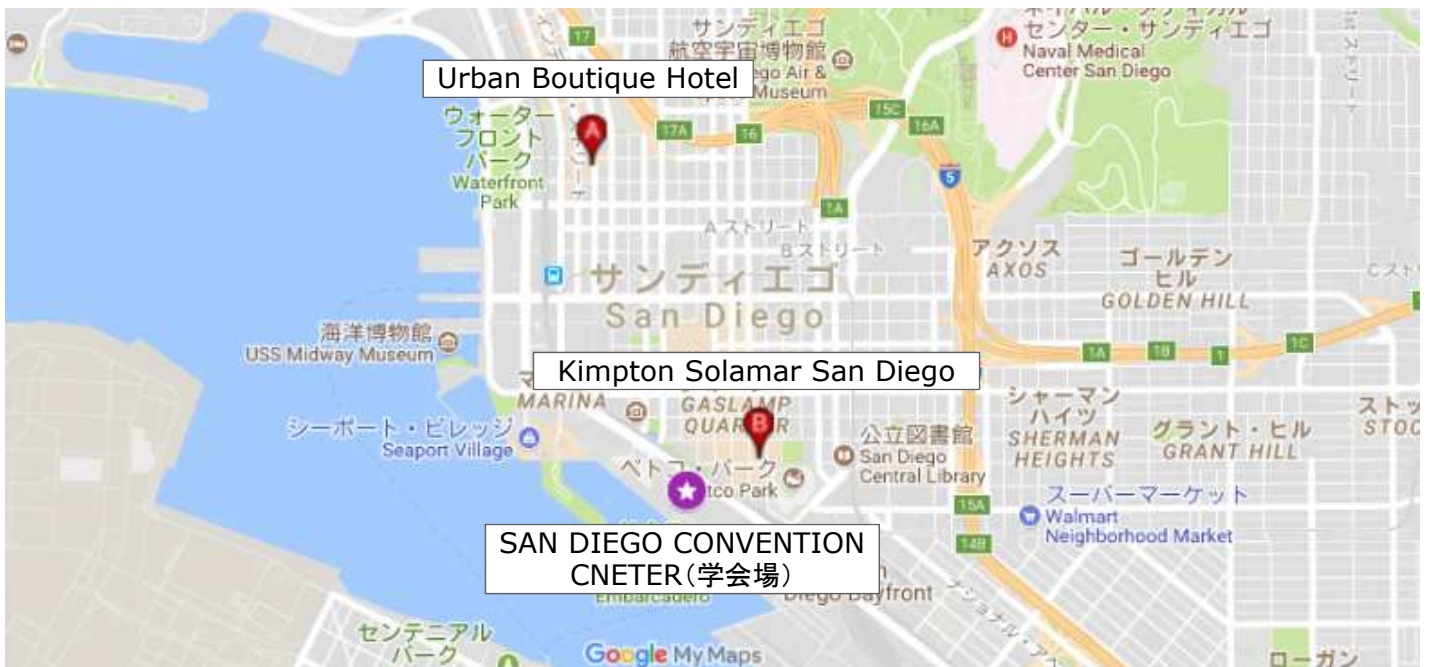 17
サンディエゴ
航空宇宙博物館
ego Air &
Museum
センター・サンディエゴ
Naval Medical
Center San Diego
Urban Boutique Hotel
ウォーター
フロント
パーク
Waterfront
Park
A
17A
16
15C
16A
5
1A
Aストリート
Bストリート
サンディエゴ
San Diego
アクソス
AXOS
ゴールデン
ヒル
GOLDEN HILL
海洋博物館
USS Midway Museum
1A
1B
1
1C
Kimpton Solamar San Diego
MARINA
GASLAMP
B
シーポート・ビレッジ
Seaport Village
公立図書館
San Diego
Central Library
シャーマン
ハイツ
SHERMAN
HEIGHTS
グラント・ヒル
GRANT HILL
ストッ
STOC
ペトコ・パーク
tco Park
15A
14B
スーパーマーケット
Walmart
Neighborhood Market
SAN DIEGO CONVENTION
CNETER(学会場)
Embarcadero
Diego Bayfront
センテニアル
パーク
Google My Maps
ローガン